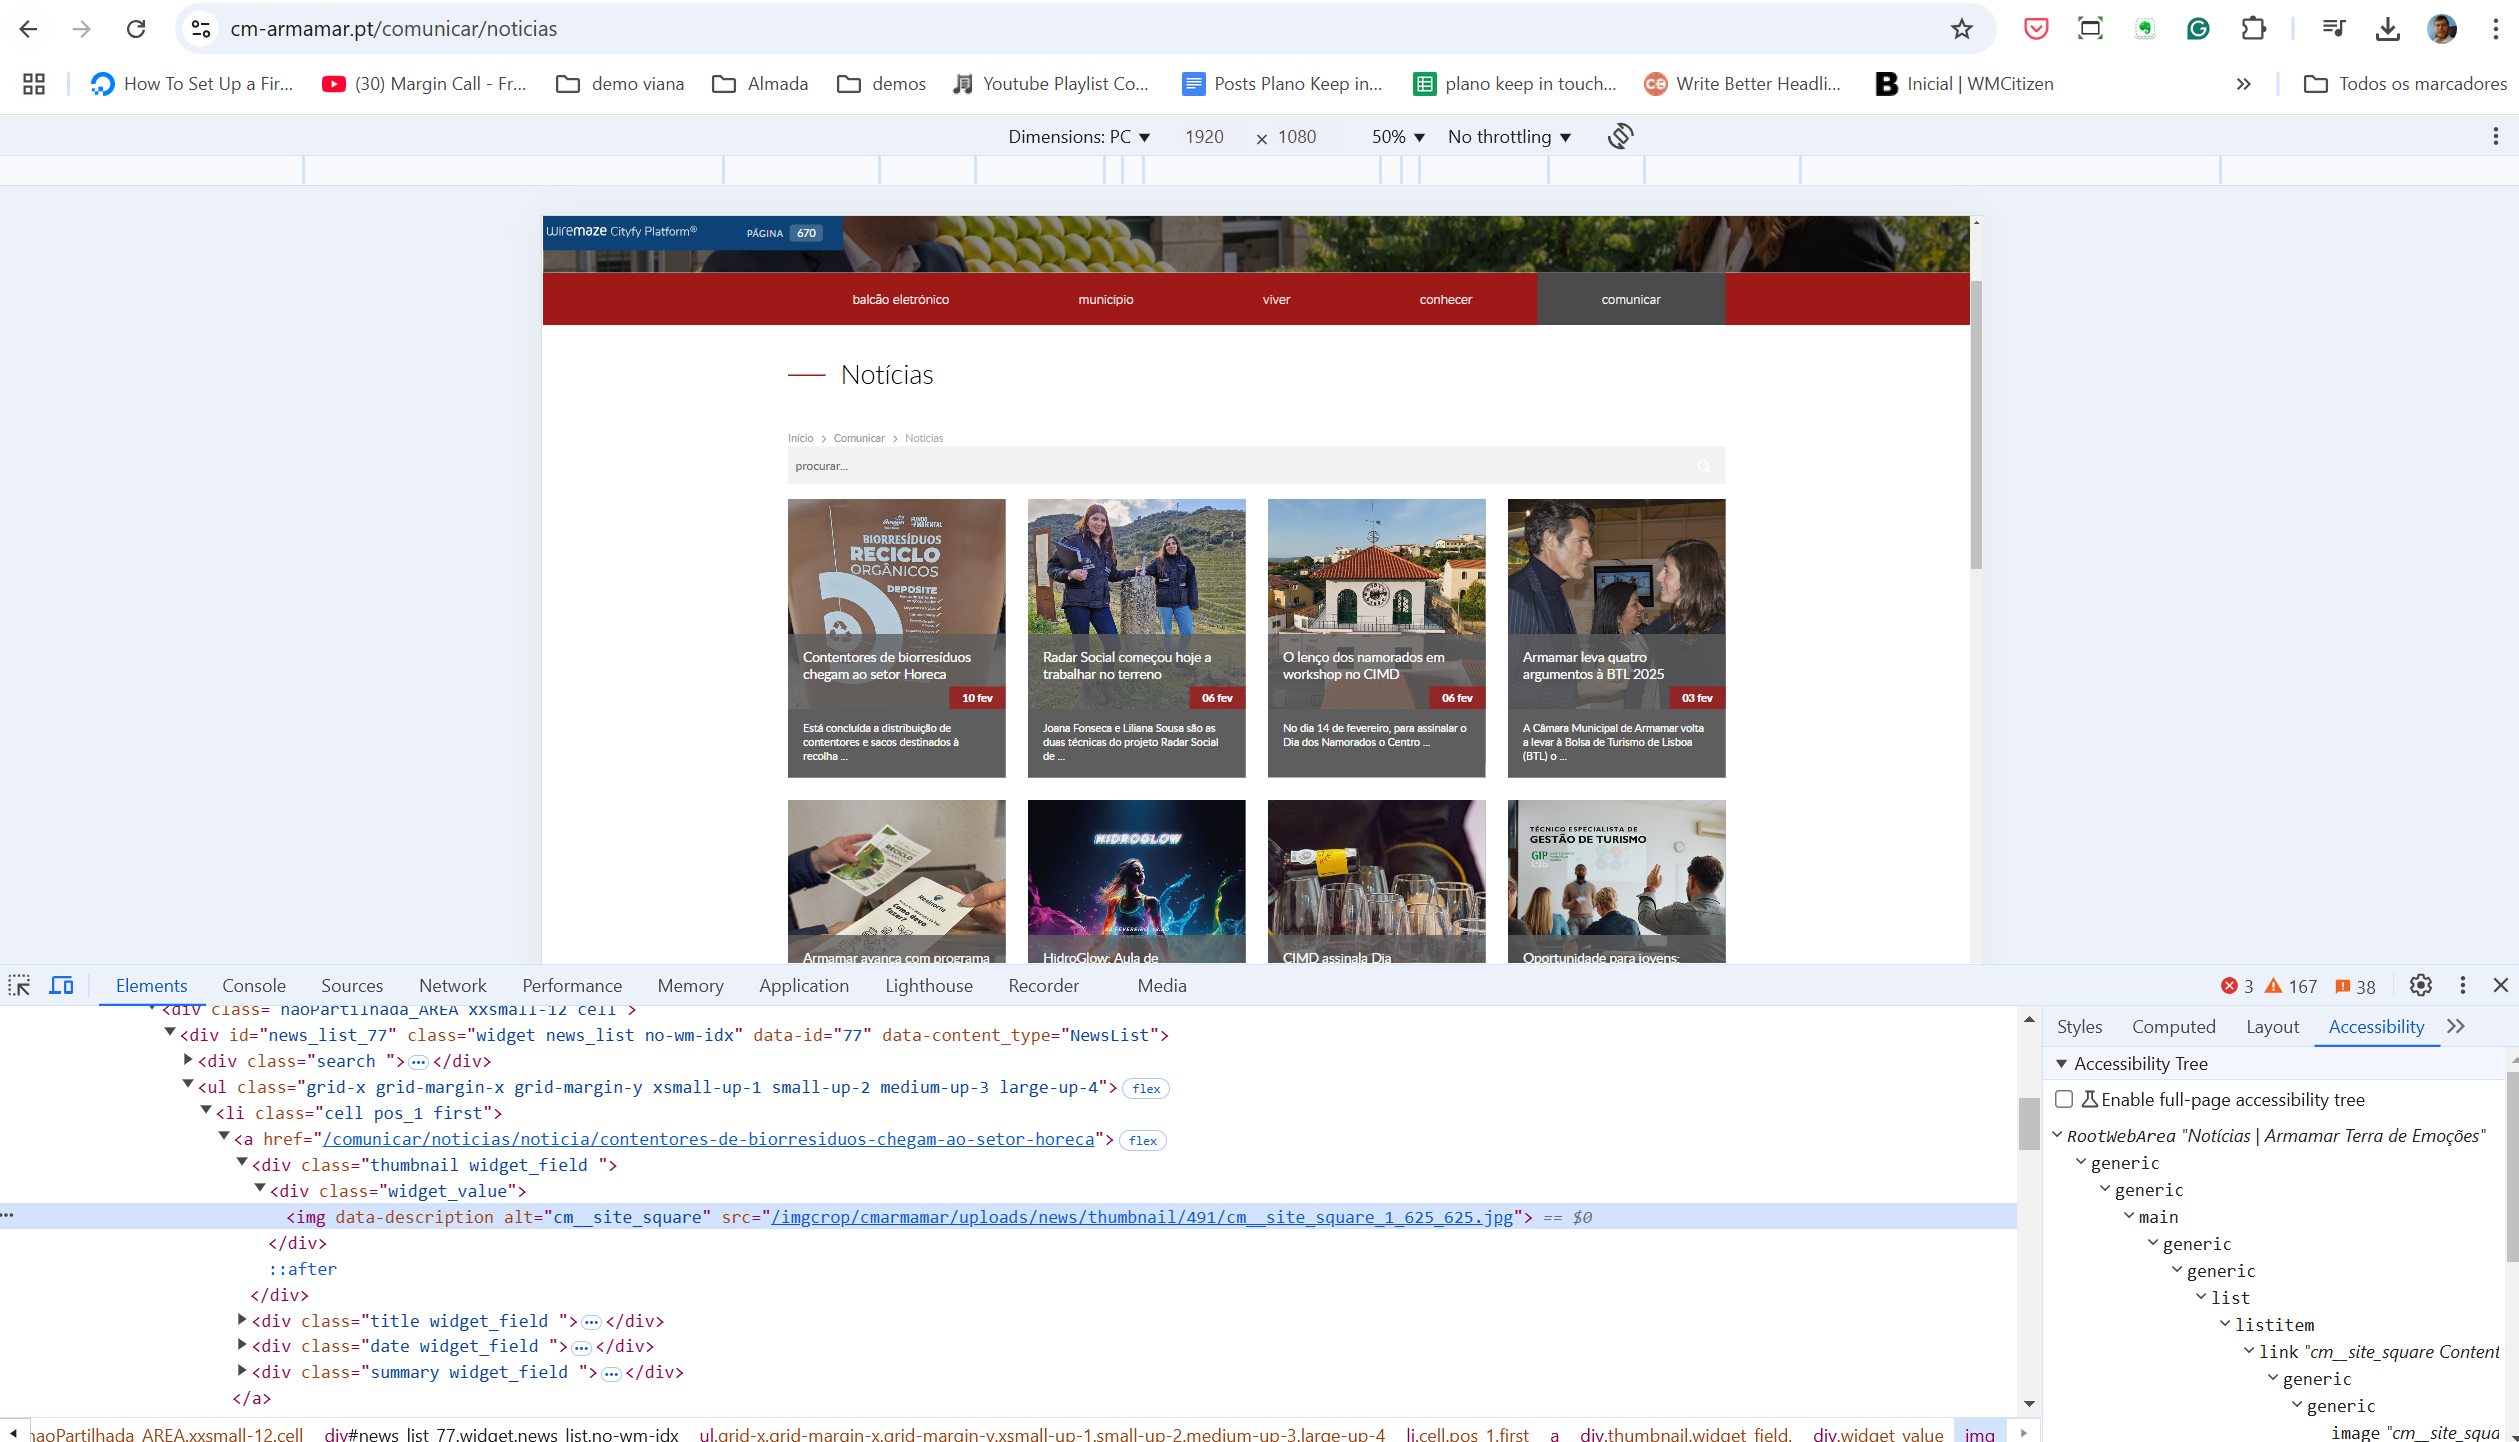 cm-armamar.pt/comunicar/noticias
How To Set Up a Fir...
(30) Margin Call - Fr...
demo viana
Almada
demos
Youtube Playlist Co...
Posts Plano Keep in...
plano keep in touch...
Write Better Headli...
Inicial | WMCitizen
Todos os marcadores
Dimensions: PC 1920 × 1080 50% No throttling
wiremaze Cityfy Platform® PÁGINA 670
balcão eletrónico município viver conhecer comunicar
Notícias
Início > Comunicar > Notícias
procurar...
BIORRESÍDUOS
RECICLO
ORGÂNICOS
DEPOSITE
Contentores de biorresíduos
chegam ao setor Horeca
10 fev
Está concluída a distribuição de
contentores e sacos destinados à
recolha ...
Radar Social começou hoje a
trabalhar no terreno
06 fev
Joana Fonseca e Liliana Sousa são as
duas técnicas do projeto Radar Social
de ...
O lenço dos namorados em
workshop no CIMD
06 fev
No dia 14 de fevereiro, para assinalar o
Dia dos Namorados o Centro ...
Armamar leva quatro
argumentos à BTL 2025
03 fev
A Câmara Municipal de Armamar volta
a levar à Bolsa de Turismo de Lisboa
(BTL) o ...
Armamar avança com programa
HIDROGLOW
HidroGlow: Aula de
CIMD assinala Dia
TÉCNICO ESPECIALISTA DE
GESTÃO DE TURISMO
GIP
Oportunidade para jovens:
Elements Console Sources Network Performance Memory Application Lighthouse Recorder Media 3 167 38
<div class="naoPartilhada_AREA xxsmall-12 cell">
<div id="news_list_77" class="widget news_list no-wm-idx" data-id="77" data-content_type="NewsList">
<div class="search ">…</div>
<ul class="grid-x grid-margin-x grid-margin-y xsmall-up-1 small-up-2 medium-up-3 large-up-4"> flex
<li class="cell pos_1 first">
<a href="/comunicar/noticias/noticia/contentores-de-biorresiduos-chegam-ao-setor-horeca"> flex
<div class="thumbnail widget_field ">
<div class="widget_value">
<img data-description alt="cm__site_square" src="/imgcrop/cmarmamar/uploads/news/thumbnail/491/cm__site_square_1_625_625.jpg"> == $0
</div>
::after
</div>
<div class="title widget_field ">…</div>
<div class="date widget_field ">…</div>
<div class="summary widget_field ">…</div>
</a>
naoPartilhada_AREA.xxsmall-12.cell div#news_list_77.widget.news_list.no-wm-idx ul.grid-x.grid-margin-x.grid-margin-y.xsmall-up-1.small-up-2.medium-up-3.large-up-4 li.cell.pos_1.first a div.thumbnail.widget_field. div.widget_value img
Styles Computed Layout Accessibility
Accessibility Tree
Enable full-page accessibility tree
RootWebArea "Notícias | Armamar Terra de Emoções"
generic
generic
main
generic
generic
list
listitem
link "cm__site_square Content
generic
generic
image "cm__site_squa